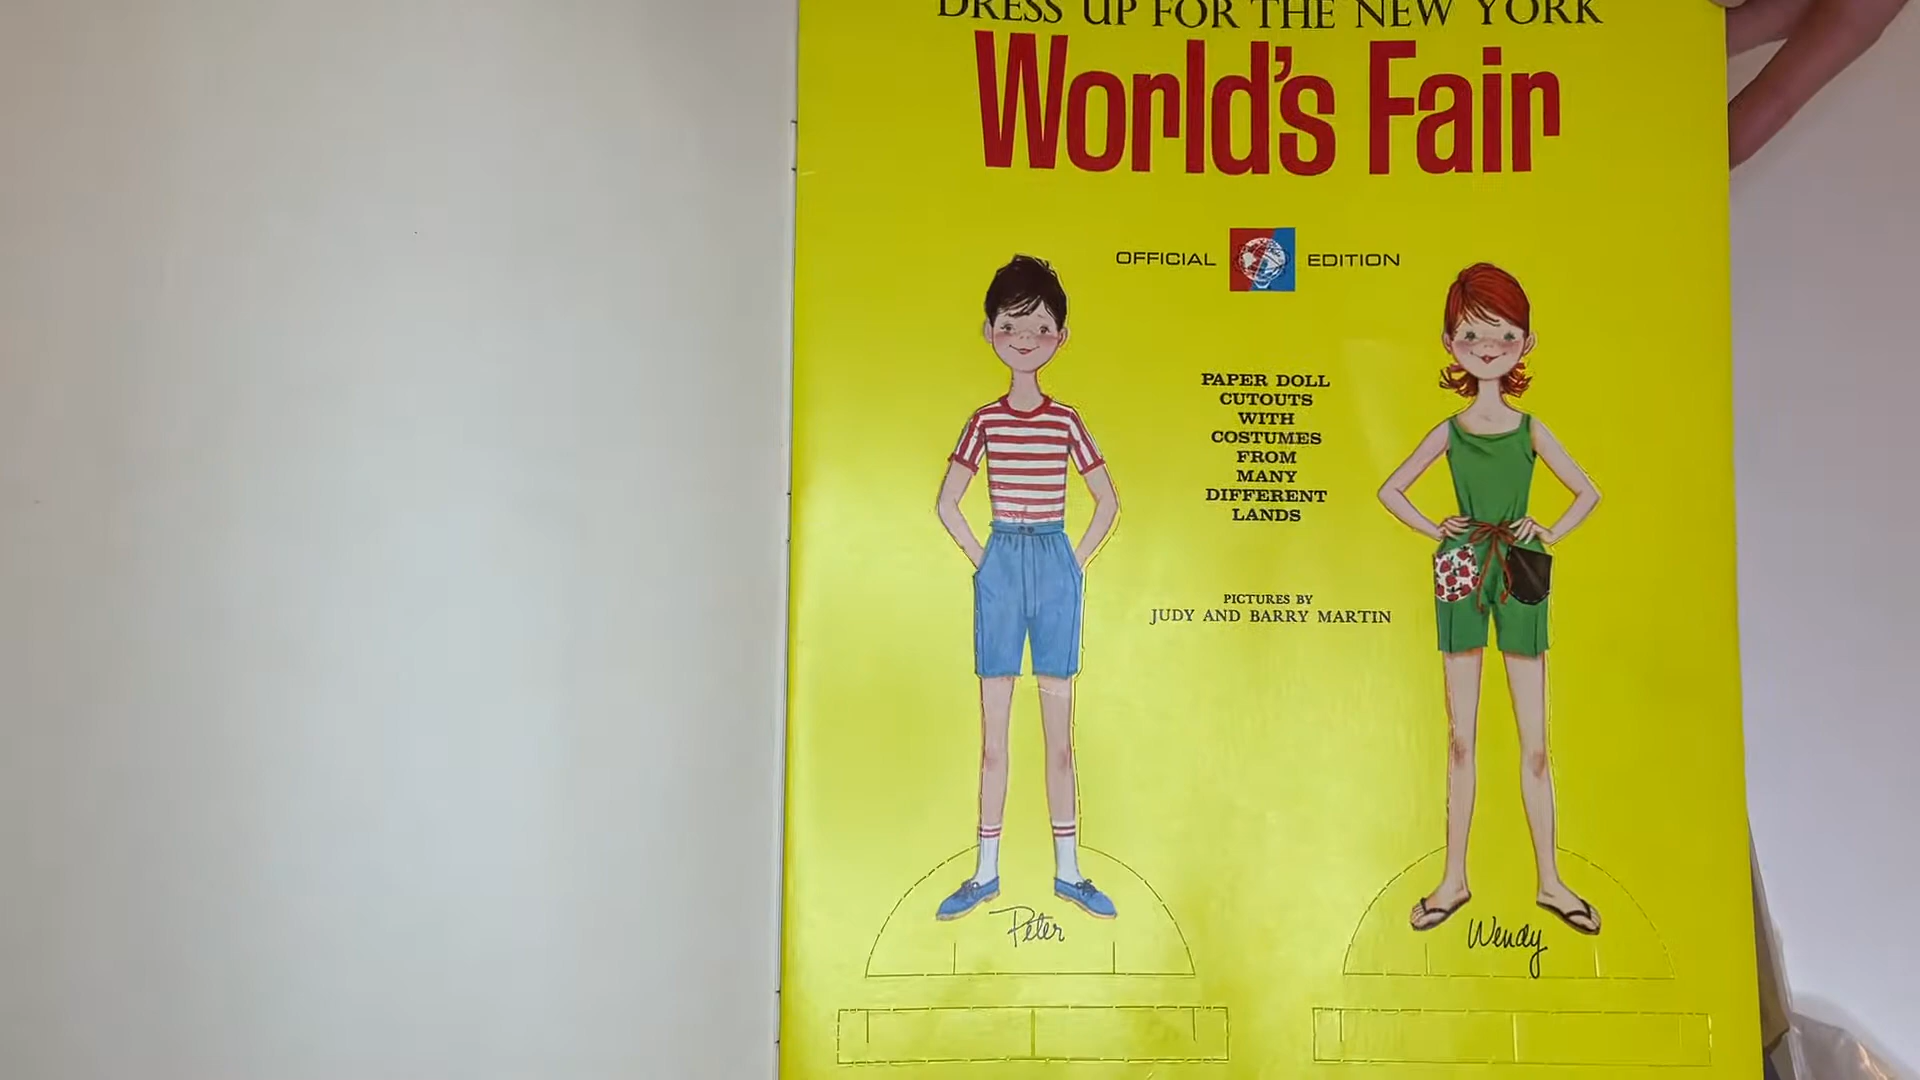 DRESS UP FOR THE NEW YORK
World's Fair
OFFICIAL EDITION
PAPER DOLL
CUTOUTS
WITH
COSTUMES
FROM
MANY
DIFFERENT
LANDS
PICTURES BY
JUDY AND BARRY MARTIN
Peter
Wendy